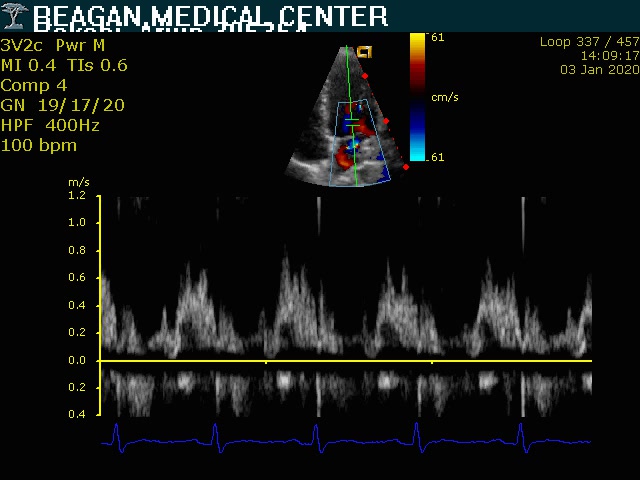 BEAGAN MEDICAL CENTER
3V2c Pwr M
MI 0.4 TIs 0.6
Comp 4
GN 19/17/20
HPF 400Hz
100 bpm
61
cm/s
61
Loop 337 / 457
14:09:17
03 Jan 2020
m/s
1.2
1.0
0.8
0.6
0.4
0.2
0.0
0.2
0.4